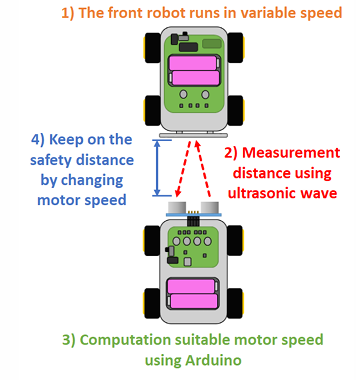 1) The front robot runs in variable speed
4) Keep on the
safety distance
by changing
motor speed
2) Measurement
distance using
ultrasonic wave
3) Computation suitable motor speed
using Arduino